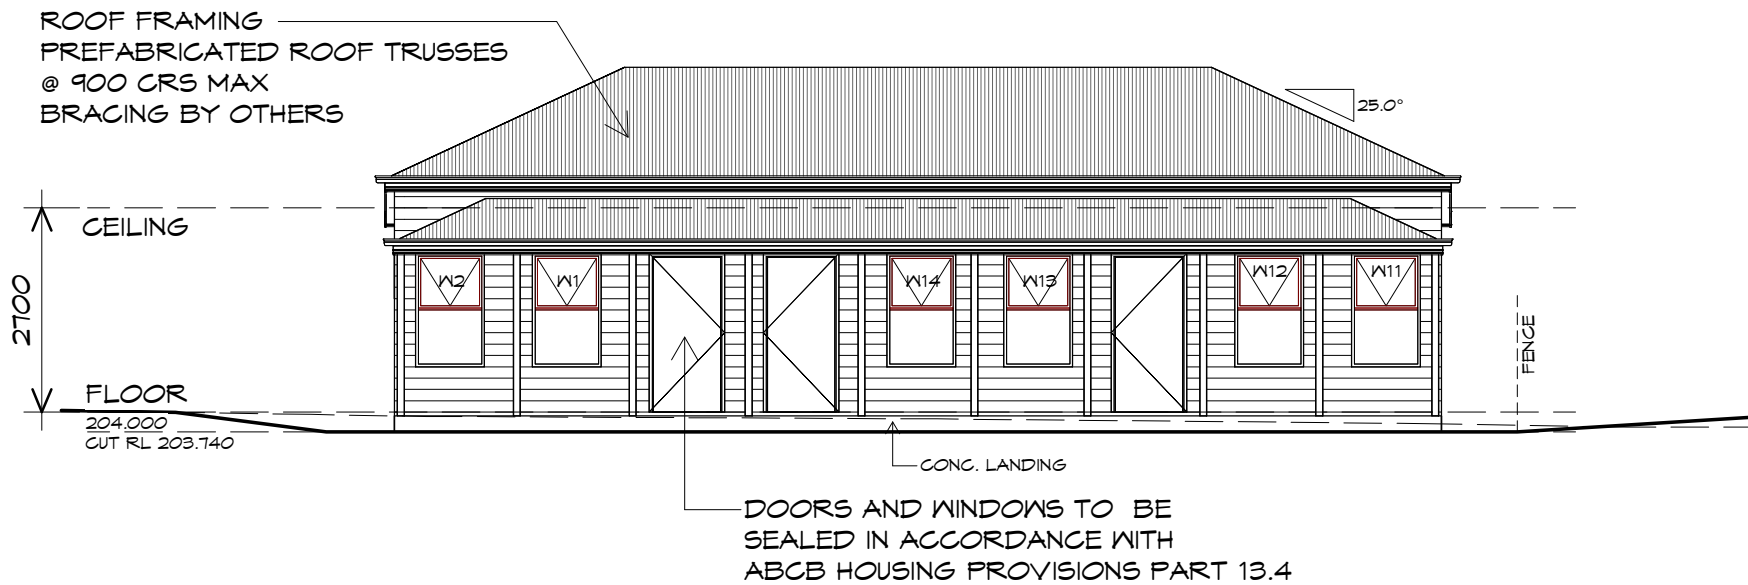 ROOF FRAMING
PREFABRICATED ROOF TRUSSES
@ 900 CRS MAX
BRACING BY OTHERS
25.0°
CEILING
2700
W2
W1
W14
W13
W12
W11
FENCE
FLOOR
204.000
CUT RL 203.740
CONC. LANDING
DOORS AND WINDOWS TO BE
SEALED IN ACCORDANCE WITH
ABCB HOUSING PROVISIONS PART 13.4